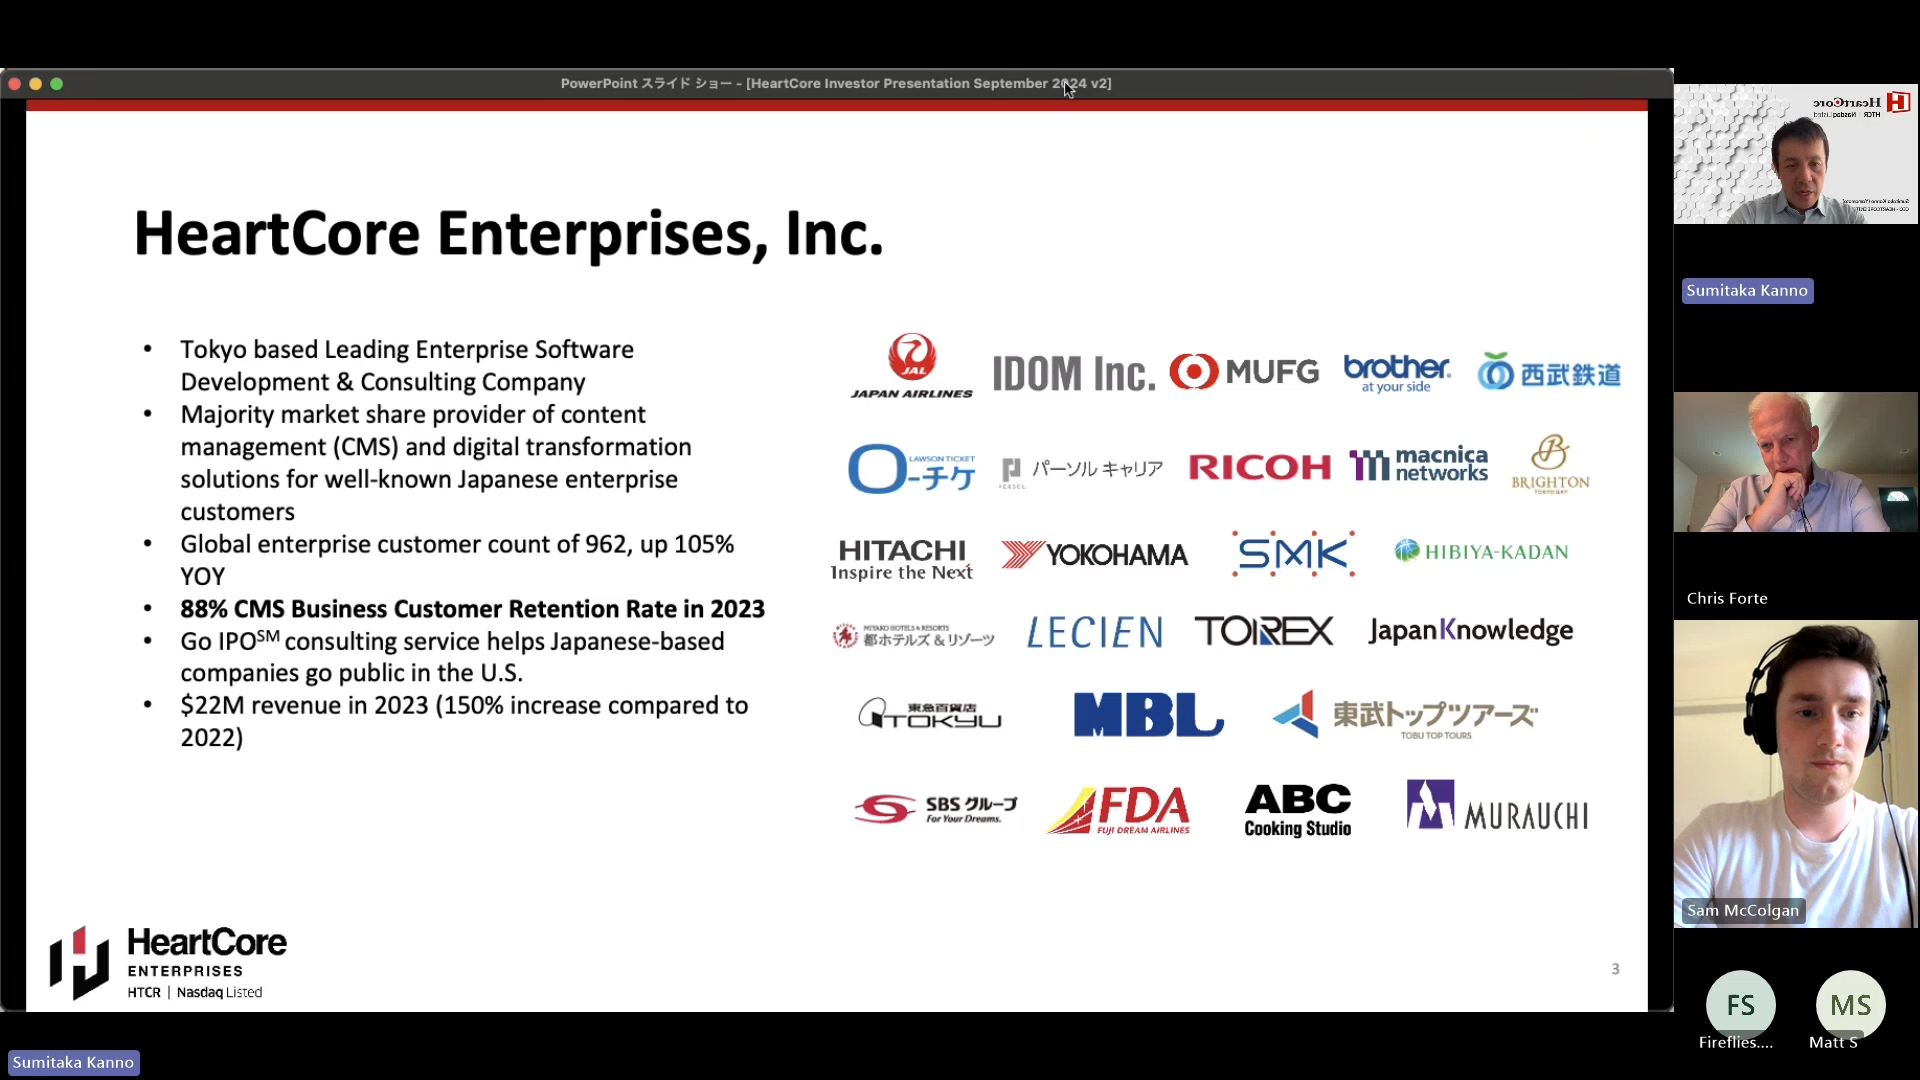 PowerPoint スライド ショー - [HeartCore Investor Presentation September 2024 v2]
HeartCore Enterprises, Inc.
• Tokyo based Leading Enterprise Software
Development & Consulting Company
• Majority market share provider of content
management (CMS) and digital transformation
solutions for well-known Japanese enterprise
customers
• Global enterprise customer count of 962, up 105%
YOY
• 88% CMS Business Customer Retention Rate in 2023
• Go IPOSM consulting service helps Japanese-based
companies go public in the U.S.
• $22M revenue in 2023 (150% increase compared to
2022)
JAL
JAPAN AIRLINES
IDOM Inc.
MUFG
brother
at your side
西武鉄道
LAWSON TICKET
ローチケ
PERSOL
パーソル キャリア
RICOH
macnica
networks
BRIGHTON
TOKYO BAY
HITACHI
Inspire the Next
YOKOHAMA
SMK
HIBIYA-KADAN
MIYAKO HOTELS & RESORTS
都ホテルズ & リゾーツ
LECIEN
TOREX
JapanKnowledge
東急百貨店
TOKYU
MBL
東武トップツアーズ
TOBU TOP TOURS
SBS グループ
For Your Dreams.
FDA
FUJI DREAM AIRLINES
ABC
Cooking Studio
MURAUCHI
HeartCore
ENTERPRISES
HTCR | Nasdaq Listed
3
Sumitaka Kanno
HeartCore
HTCR | Nasdaq Listed
Sumitaka Kanno
Chris Forte
Sam McColgan
FS
Fireflies....
MS
Matt S